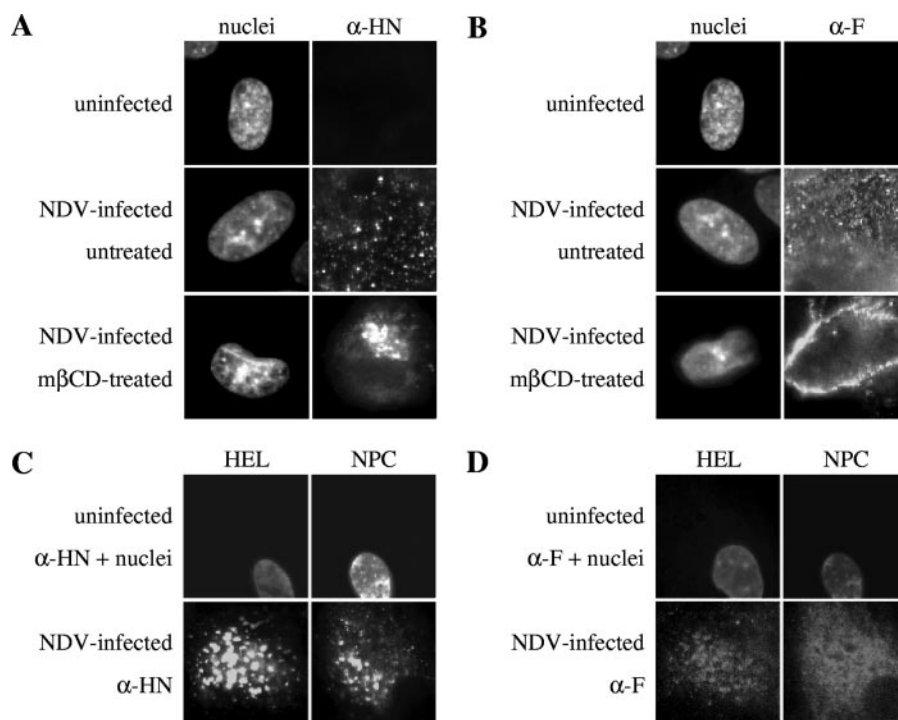 A
nuclei α-HN
uninfected
NDV-infected
untreated
NDV-infected
mβCD-treated
B
nuclei α-F
uninfected
NDV-infected
untreated
NDV-infected
mβCD-treated
C
HEL NPC
uninfected
α-HN + nuclei
NDV-infected
α-HN
D
HEL NPC
uninfected
α-F + nuclei
NDV-infected
α-F